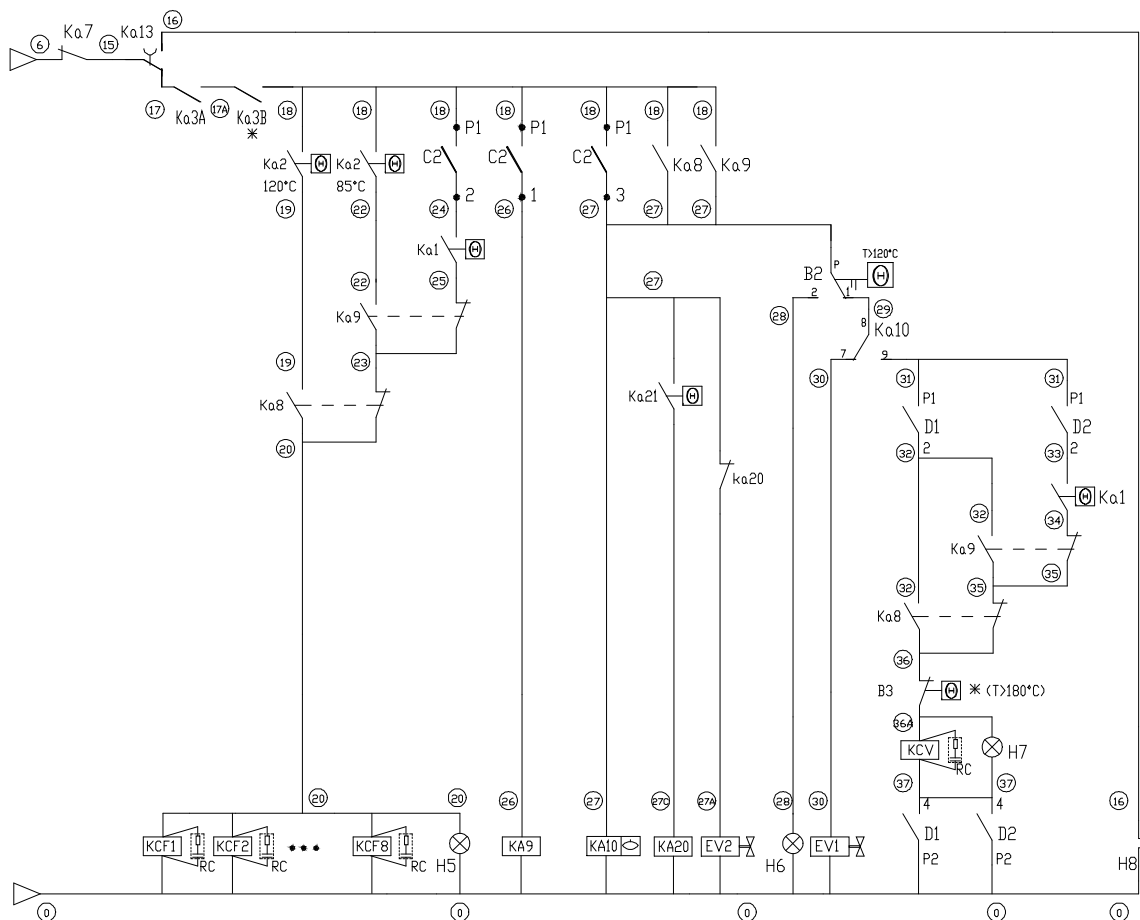 16
6 Ka7 15 Ka13
17 Ka3A 17A Ka3B 18 18 18 18 18 18 18
*
P1 P1 P1
Ka2 Ka2 C2 C2 C2 Ka8 Ka9
120°C 85°C
2 1 3
19 22 24 26 27 27 27
Ka1
T>120°C
P
B2
22 25 27 2 1
28 29
Ka9 8 Ka10
19 23 7 9
30 31 31
Ka21 P1 P1
Ka8 D1 D2
20 32 2 33 2
ka20
Ka1
32 34
Ka9
32 35 35
Ka8
36
B3 * (T>180°C)
36A
KCV H7
RC
37 37
20 20 26 27 27C 27A 28 30 4 4 16
D1 D2
KCF1 KCF2 ••• KCF8 KA9 KA10 KA20 EV2 EV1
RC RC RC H5 H6 P2 P2 H8
0 0 0 0 0